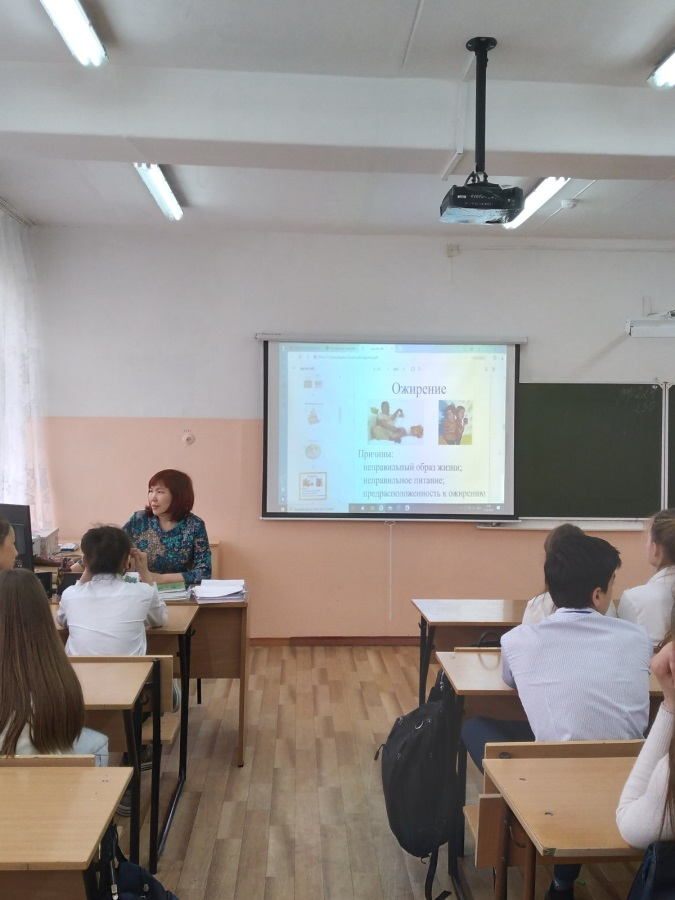 Ожирение
Причины:
неправильный образ жизни;
неправильное питание;
предрасположенность к ожирению